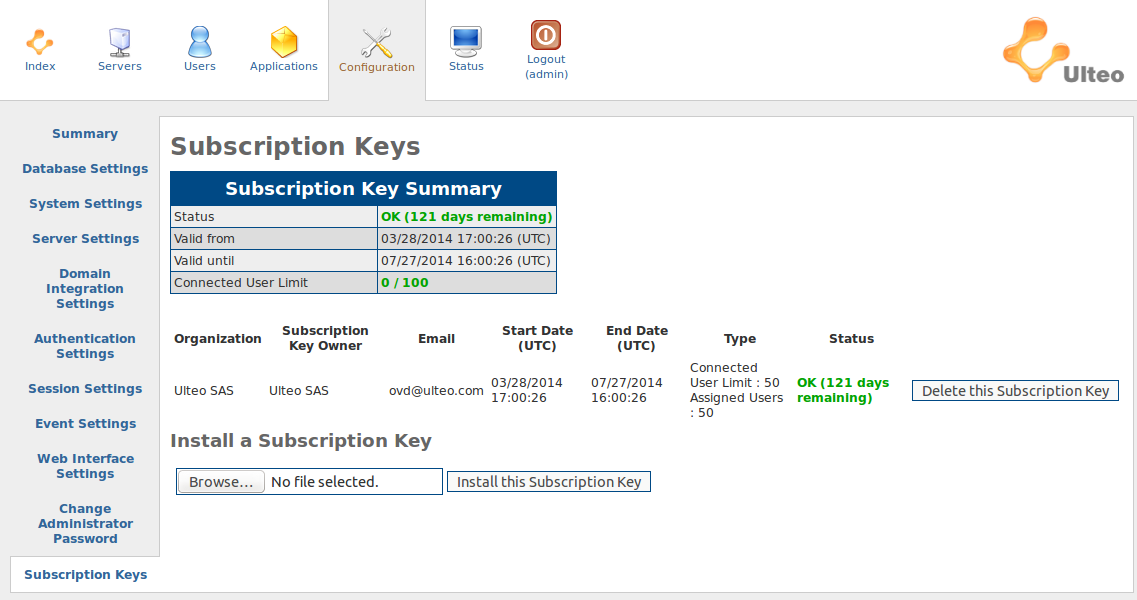 Index
Servers
Users
Applications
Configuration
Status
Logout
(admin)
Ulteo
Summary
Database Settings
System Settings
Server Settings
Domain
Integration
Settings
Authentication
Settings
Session Settings
Event Settings
Web Interface
Settings
Change
Administrator
Password
Subscription Keys
Subscription Keys
Subscription Key Summary
Status OK (121 days remaining)
Valid from 03/28/2014 17:00:26 (UTC)
Valid until 07/27/2014 16:00:26 (UTC)
Connected User Limit 0 / 100
Organization
Subscription
Key Owner
Email
Start Date
(UTC)
End Date
(UTC)
Type
Status
Ulteo SAS
Ulteo SAS
ovd@ulteo.com
03/28/2014
17:00:26
07/27/2014
16:00:26
Connected
User Limit : 50
Assigned Users
: 50
OK (121 days
remaining)
Delete this Subscription Key
Install a Subscription Key
Browse... No file selected.
Install this Subscription Key